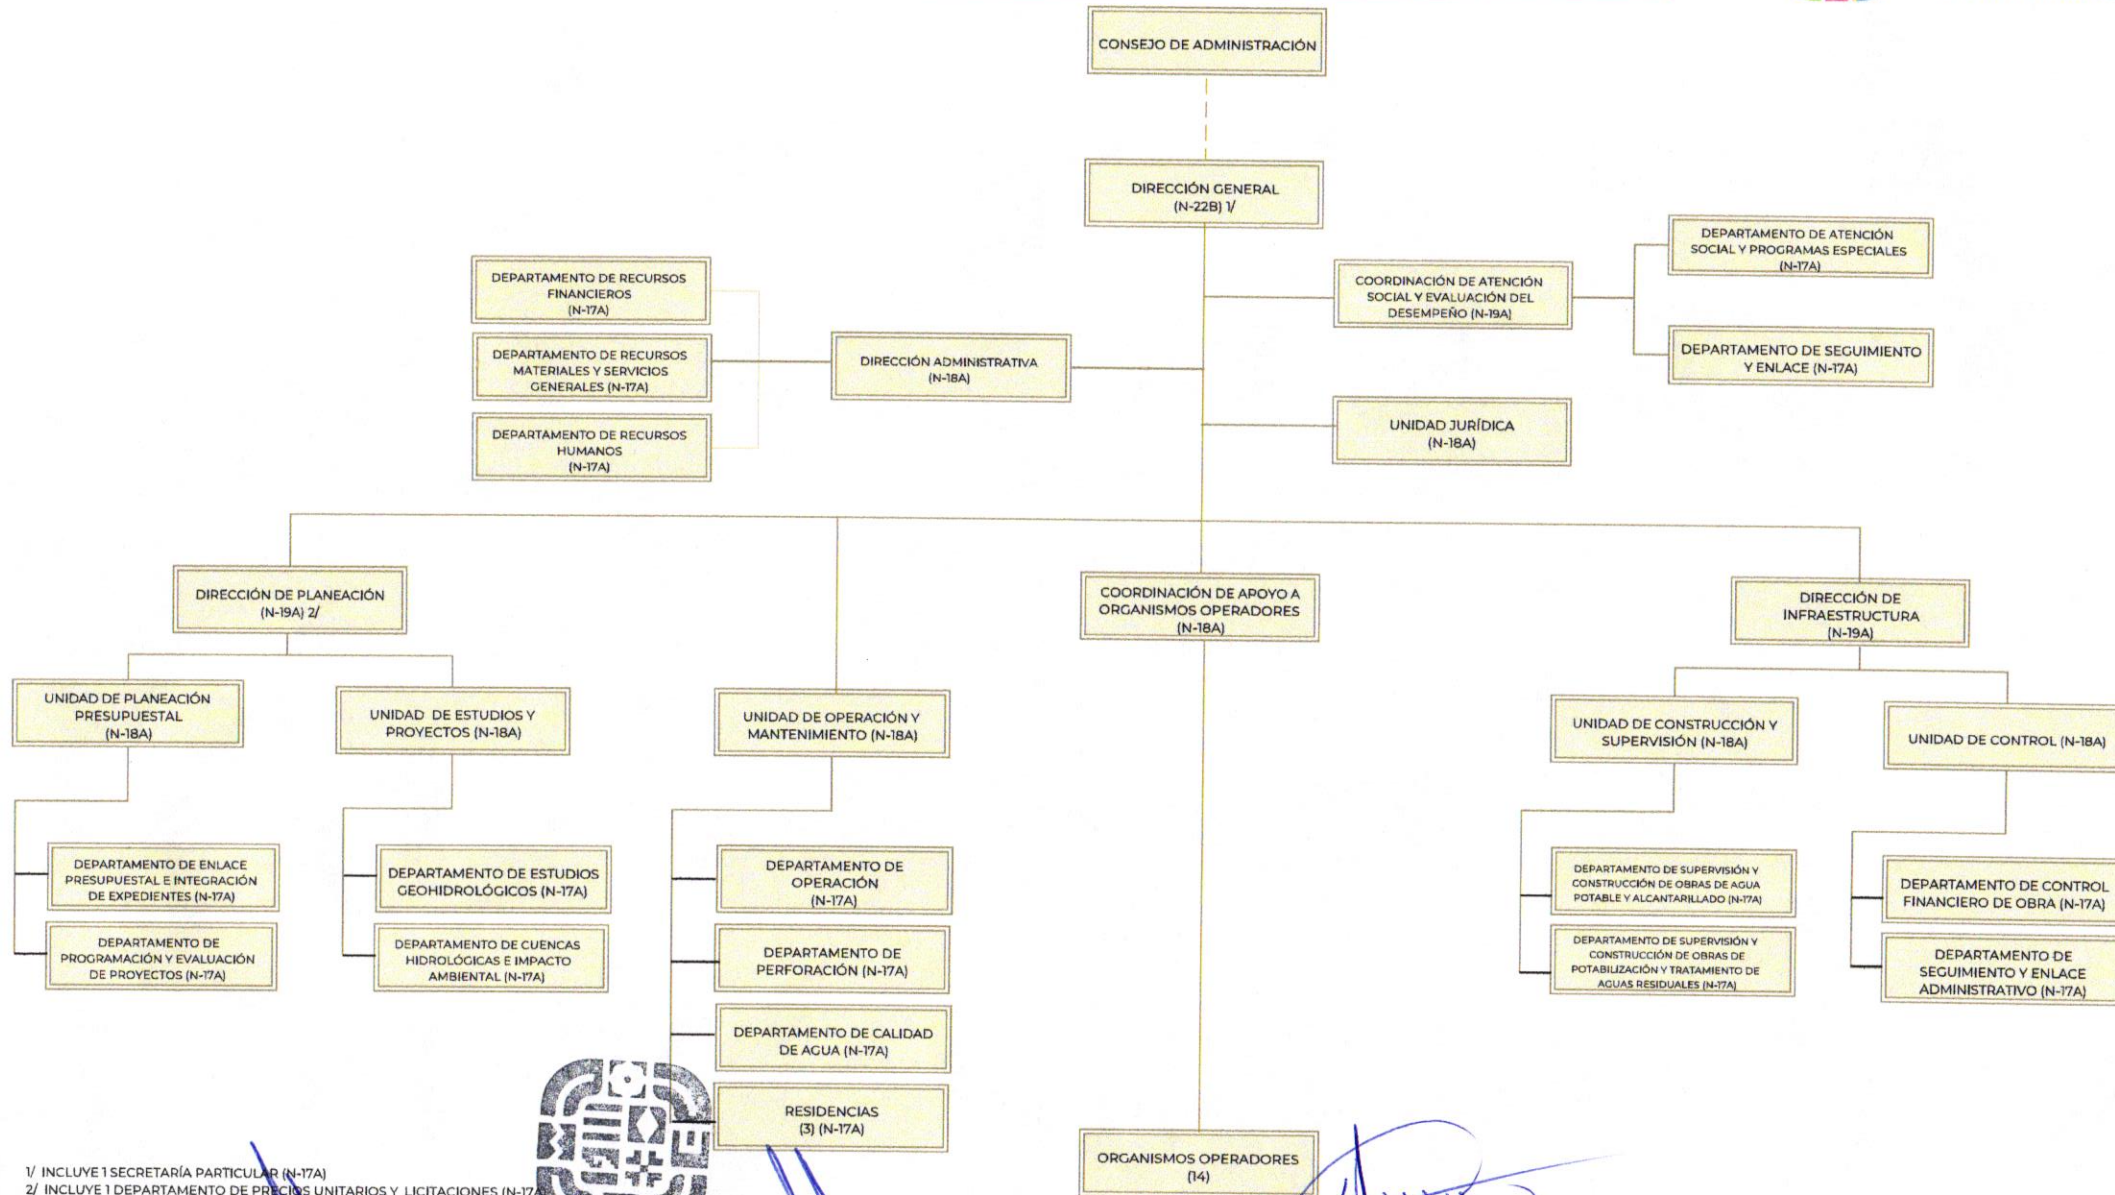 CONSEJO DE ADMINISTRACIÓN
DIRECCIÓN GENERAL
(N-22B) 1/
DEPARTAMENTO DE RECURSOS
FINANCIEROS
(N-17A)
DEPARTAMENTO DE RECURSOS
MATERIALES Y SERVICIOS
GENERALES (N-17A)
DEPARTAMENTO DE RECURSOS
HUMANOS
(N-17A)
DIRECCIÓN ADMINISTRATIVA
(N-18A)
COORDINACIÓN DE ATENCIÓN
SOCIAL Y EVALUACIÓN DEL
DESEMPEÑO (N-19A)
DEPARTAMENTO DE ATENCIÓN
SOCIAL Y PROGRAMAS ESPECIALES
(N-17A)
DEPARTAMENTO DE SEGUIMIENTO
Y ENLACE (N-17A)
UNIDAD JURÍDICA
(N-18A)
DIRECCIÓN DE PLANEACIÓN
(N-19A) 2/
COORDINACIÓN DE APOYO A
ORGANISMOS OPERADORES
(N-18A)
DIRECCIÓN DE
INFRAESTRUCTURA
(N-19A)
UNIDAD DE PLANEACIÓN
PRESUPUESTAL
(N-18A)
UNIDAD DE ESTUDIOS Y
PROYECTOS (N-18A)
UNIDAD DE OPERACIÓN Y
MANTENIMIENTO (N-18A)
UNIDAD DE CONSTRUCCIÓN Y
SUPERVISIÓN (N-18A)
UNIDAD DE CONTROL (N-18A)
DEPARTAMENTO DE ENLACE
PRESUPUESTAL E INTEGRACIÓN
DE EXPEDIENTES (N-17A)
DEPARTAMENTO DE
PROGRAMACIÓN Y EVALUACIÓN
DE PROYECTOS (N-17A)
DEPARTAMENTO DE ESTUDIOS
GEOHIDROLÓGICOS (N-17A)
DEPARTAMENTO DE CUENCAS
HIDROLÓGICAS E IMPACTO
AMBIENTAL (N-17A)
DEPARTAMENTO DE
OPERACIÓN
(N-17A)
DEPARTAMENTO DE
PERFORACIÓN (N-17A)
DEPARTAMENTO DE CALIDAD
DE AGUA (N-17A)
RESIDENCIAS
(3) (N-17A)
ORGANISMOS OPERADORES
(14)
DEPARTAMENTO DE SUPERVISIÓN Y
CONSTRUCCIÓN DE OBRAS DE AGUA
POTABLE Y ALCANTARILLADO (N-17A)
DEPARTAMENTO DE SUPERVISIÓN Y
CONSTRUCCIÓN DE OBRAS DE
POTABILIZACIÓN Y TRATAMIENTO DE
AGUAS RESIDUALES (N-17A)
DEPARTAMENTO DE CONTROL
FINANCIERO DE OBRA (N-17A)
DEPARTAMENTO DE
SEGUIMIENTO Y ENLACE
ADMINISTRATIVO (N-17A)
1/ INCLUYE 1 SECRETARÍA PARTICULAR (N-17A)
2/ INCLUYE 1 DEPARTAMENTO DE PRECIOS UNITARIOS Y LICITACIONES (N-17A